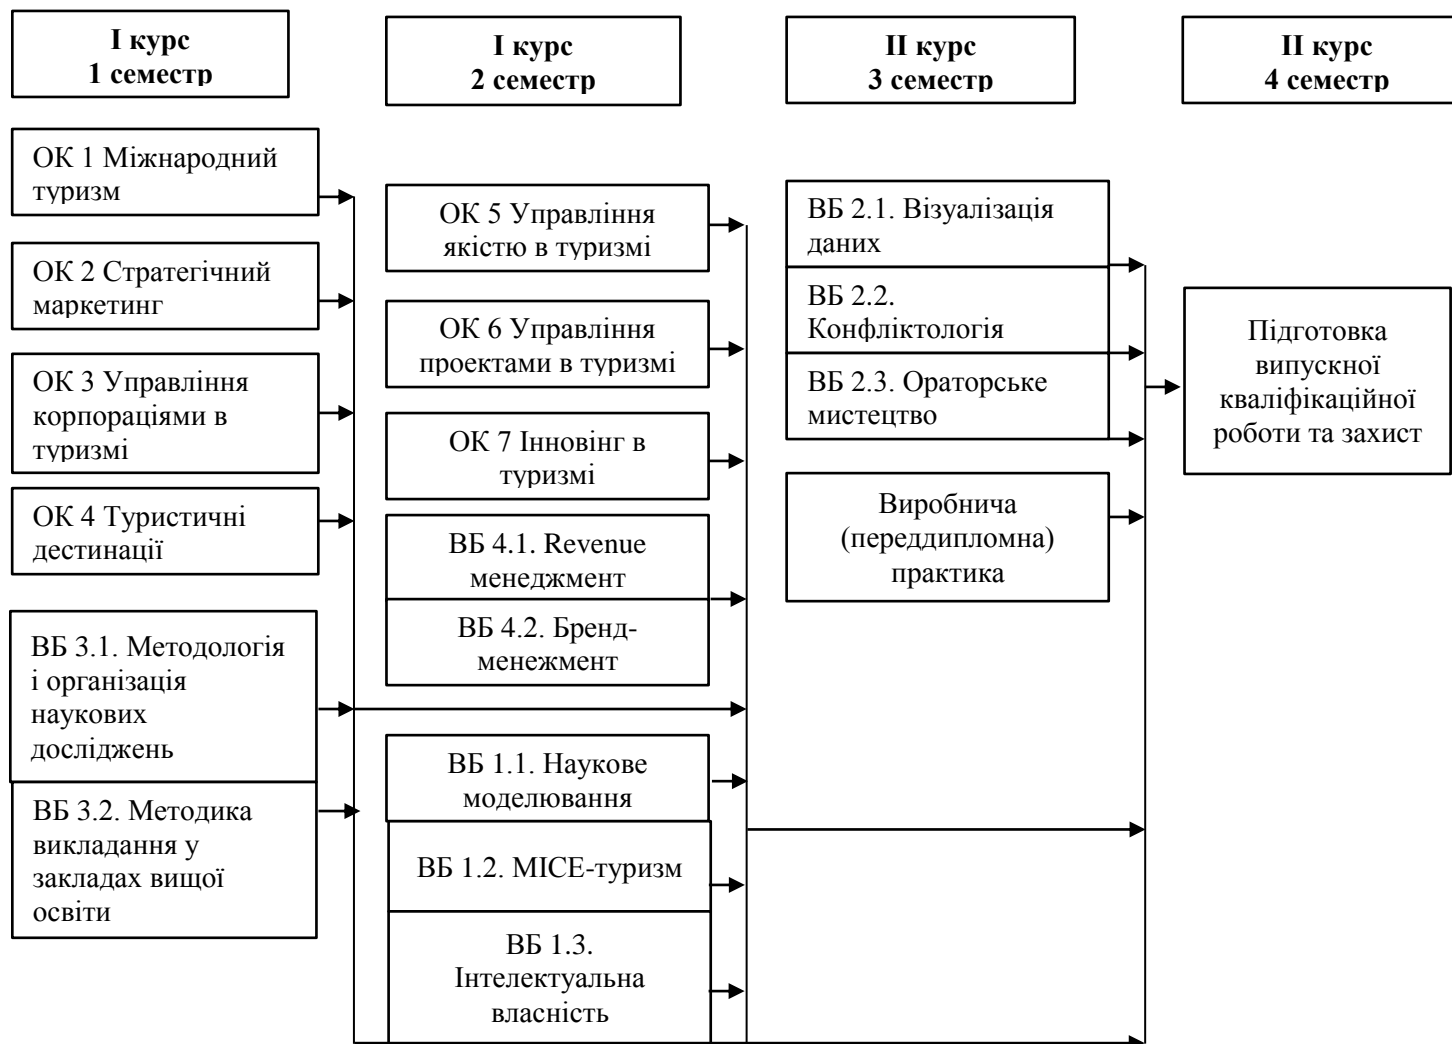 І курс
1 семестр
І курс
2 семестр
ІІ курс
3 семестр
ІІ курс
4 семестр
ОК 1 Міжнародний
туризм
ОК 2 Стратегічний
маркетинг
ОК 3 Управління
корпораціями в
туризмі
ОК 4 Туристичні
дестинації
ВБ 3.1. Методологія
і організація
наукових
досліджень
ВБ 3.2. Методика
викладання у
закладах вищої
освіти
ОК 5 Управління
якістю в туризмі
ОК 6 Управління
проектами в туризмі
ОК 7 Інновінг в
туризмі
ВБ 4.1. Revenue
менеджмент
ВБ 4.2. Бренд-
менежмент
ВБ 1.1. Наукове
моделювання
ВБ 1.2. MICE-туризм
ВБ 1.3.
Інтелектуальна
власність
ВБ 2.1. Візуалізація
даних
ВБ 2.2.
Конфліктологія
ВБ 2.3. Ораторське
мистецтво
Виробнича
(переддипломна)
практика
Підготовка
випускної
кваліфікаційної
роботи та захист